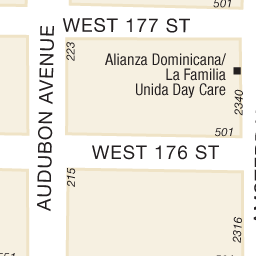 501
WEST 177 ST
AUDUBON AVENUE
223
Alianza Dominicana/
La Familia
Unida Day Care
2340
501
WEST 176 ST
215
2316